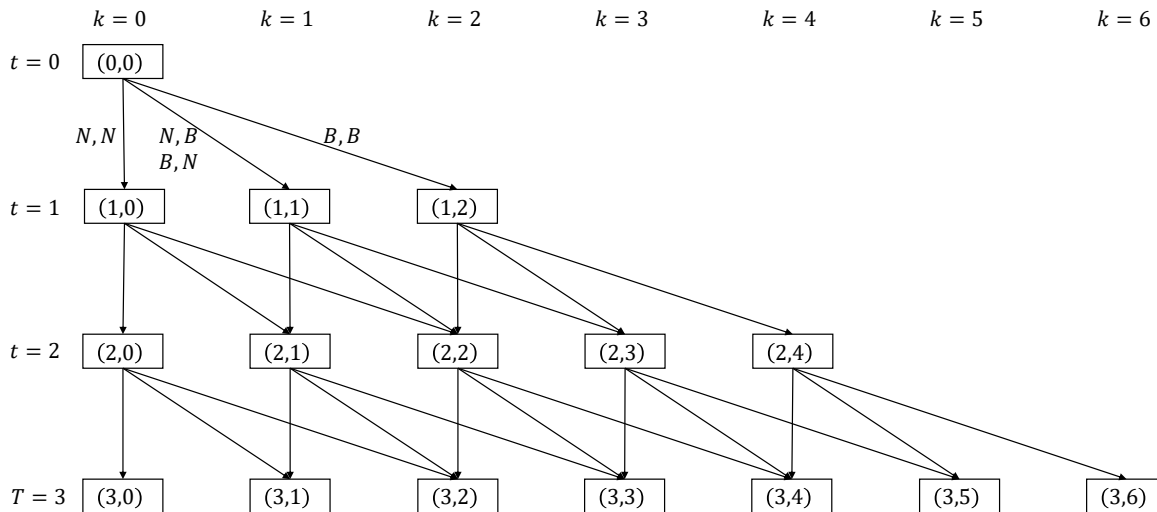 k = 0 k = 1 k = 2 k = 3 k = 4 k = 5 k = 6
t = 0 (0,0)
N, N N, B B, B
B, N
t = 1 (1,0) (1,1) (1,2)
t = 2 (2,0) (2,1) (2,2) (2,3) (2,4)
T = 3 (3,0) (3,1) (3,2) (3,3) (3,4) (3,5) (3,6)